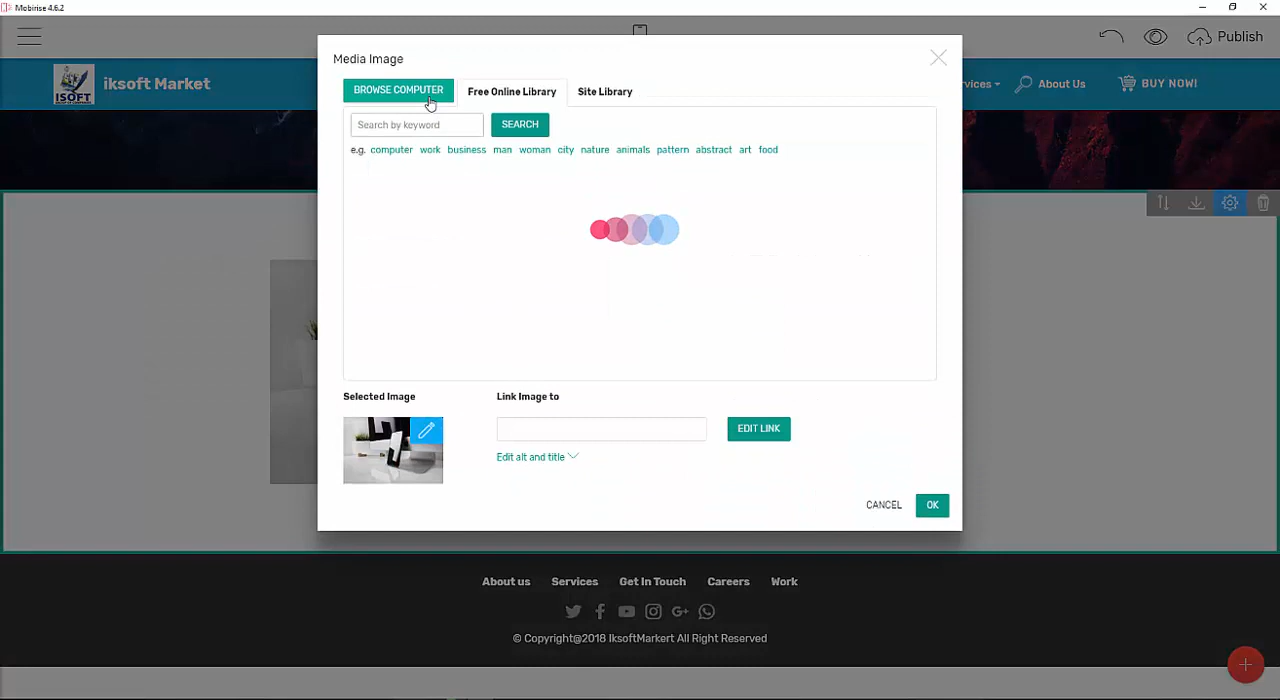 Mobirise 4.6.2
Publish
ISOFT
iksoft Market
vices
About Us
BUY NOW!
Media Image
BROWSE COMPUTER
Free Online Library
Site Library
Search by keyword
SEARCH
e.g. computer work business man woman city nature animals pattern abstract art food
Selected Image
Link Image to
EDIT LINK
Edit alt and title
CANCEL
OK
About us
Services
Get In Touch
Careers
Work
© Copyright@2018 IksoftMarkert All Right Reserved